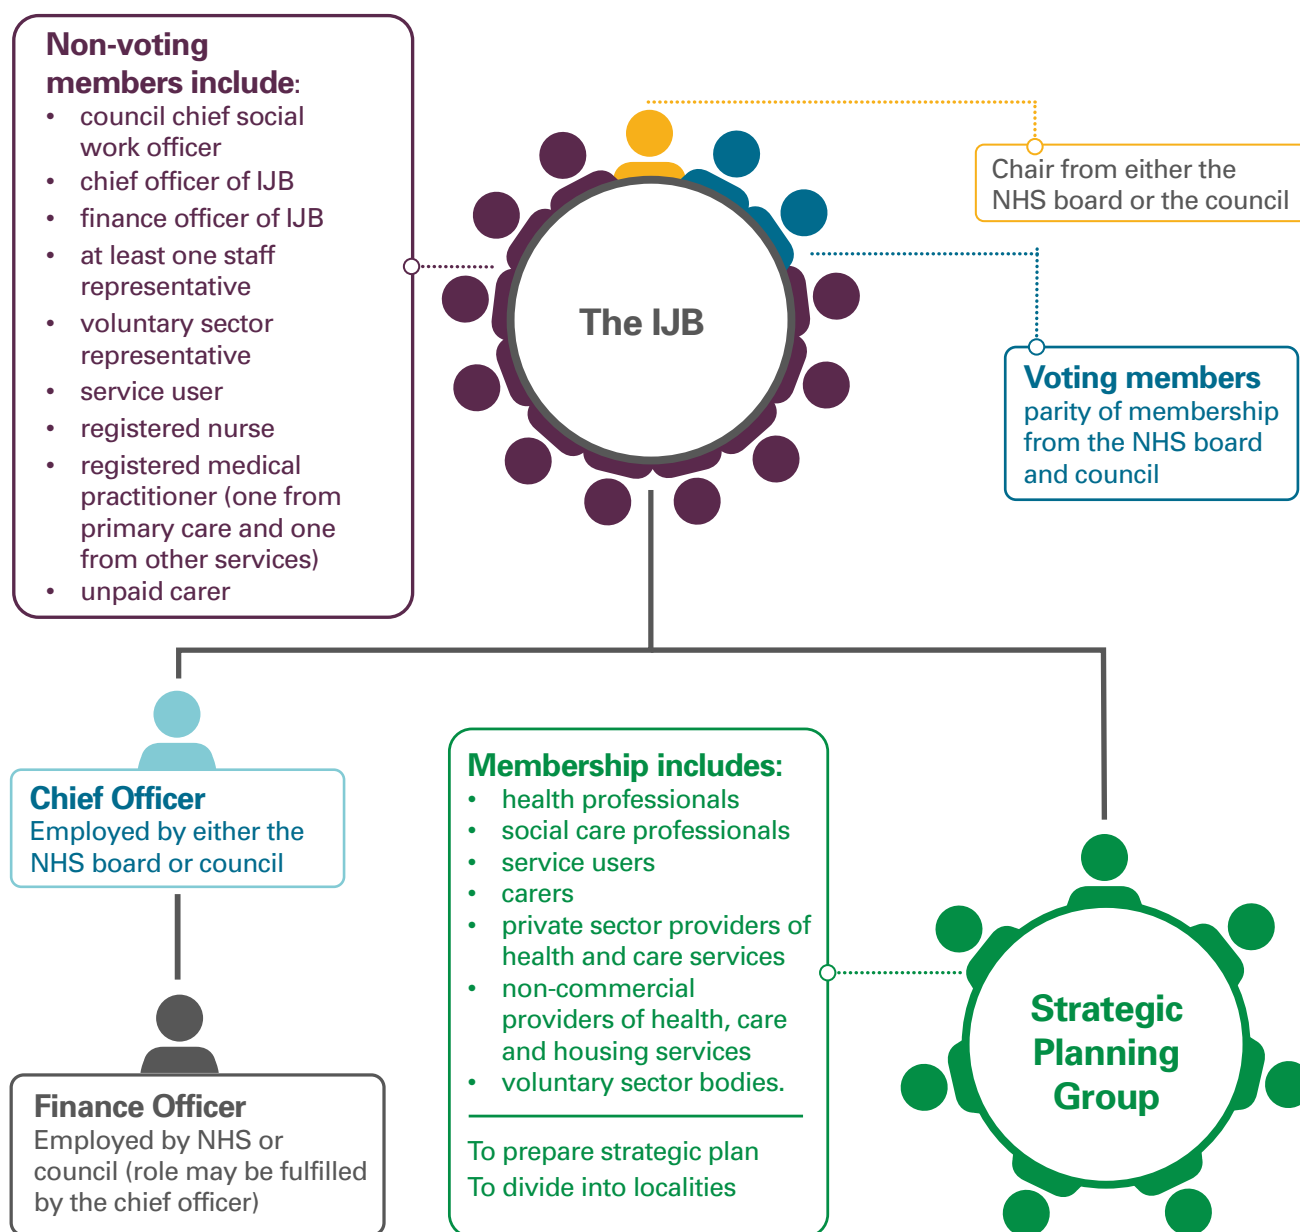 Non-voting
members include:
• council chief social
work officer
• chief officer of IJB
• finance officer of IJB
• at least one staff
representative
• voluntary sector
representative
• service user
• registered nurse
• registered medical
practitioner (one from
primary care and one
from other services)
• unpaid carer
The IJB
Chair from either the
NHS board or the council
Voting members
parity of membership
from the NHS board
and council
Chief Officer
Employed by either the
NHS board or council
Finance Officer
Employed by NHS or
council (role may be fulfilled
by the chief officer)
Membership includes:
• health professionals
• social care professionals
• service users
• carers
• private sector providers of
health and care services
• non-commercial
providers of health, care
and housing services
• voluntary sector bodies.
To prepare strategic plan
To divide into localities
Strategic
Planning
Group